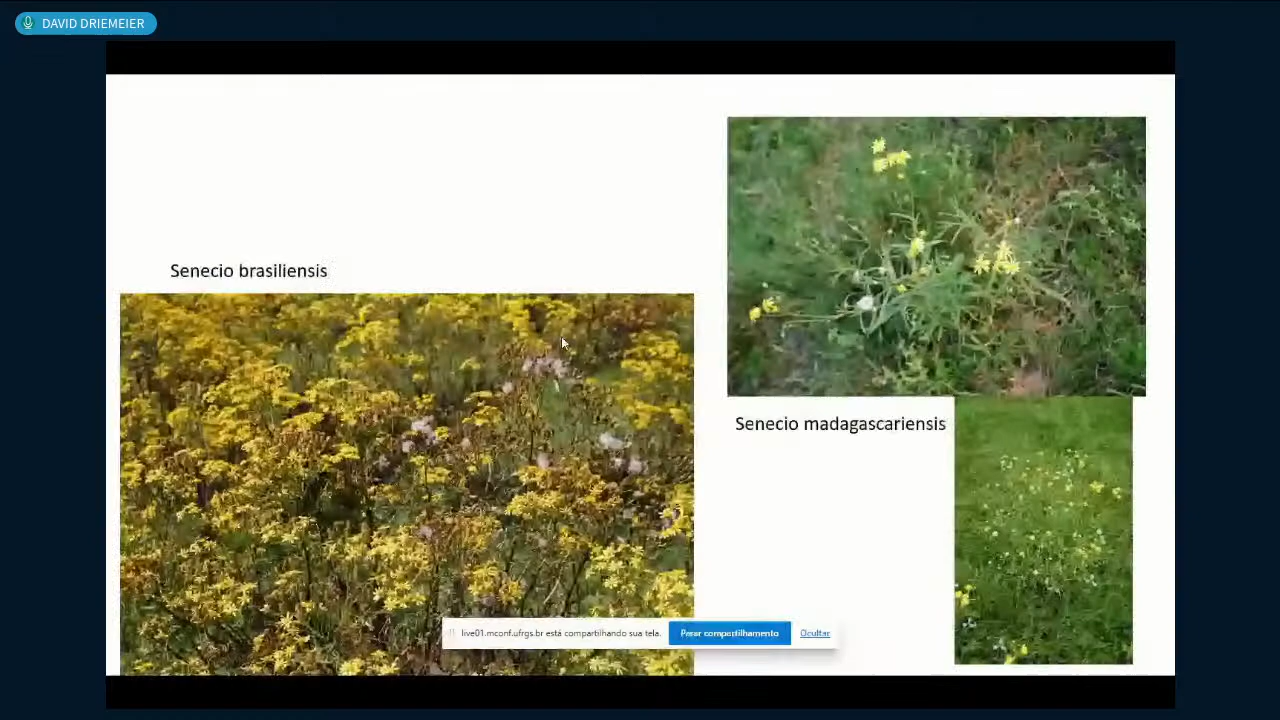 DAVID DRIEMEIER
Senecio brasiliensis
Senecio madagascariensis
live01.mconf.ufrgs.br está compartilhando sua tela.
Parar compartilhamento
Ocultar